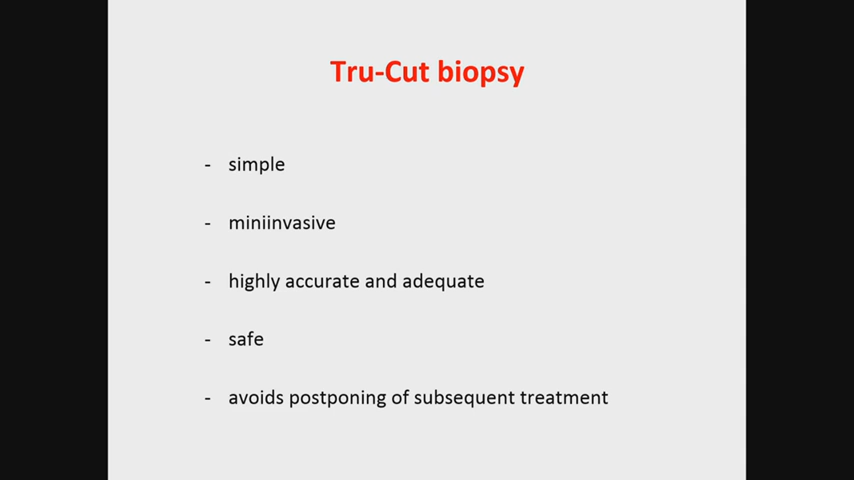 Tru-Cut biopsy
- simple
- miniinvasive
- highly accurate and adequate
- safe
- avoids postponing of subsequent treatment